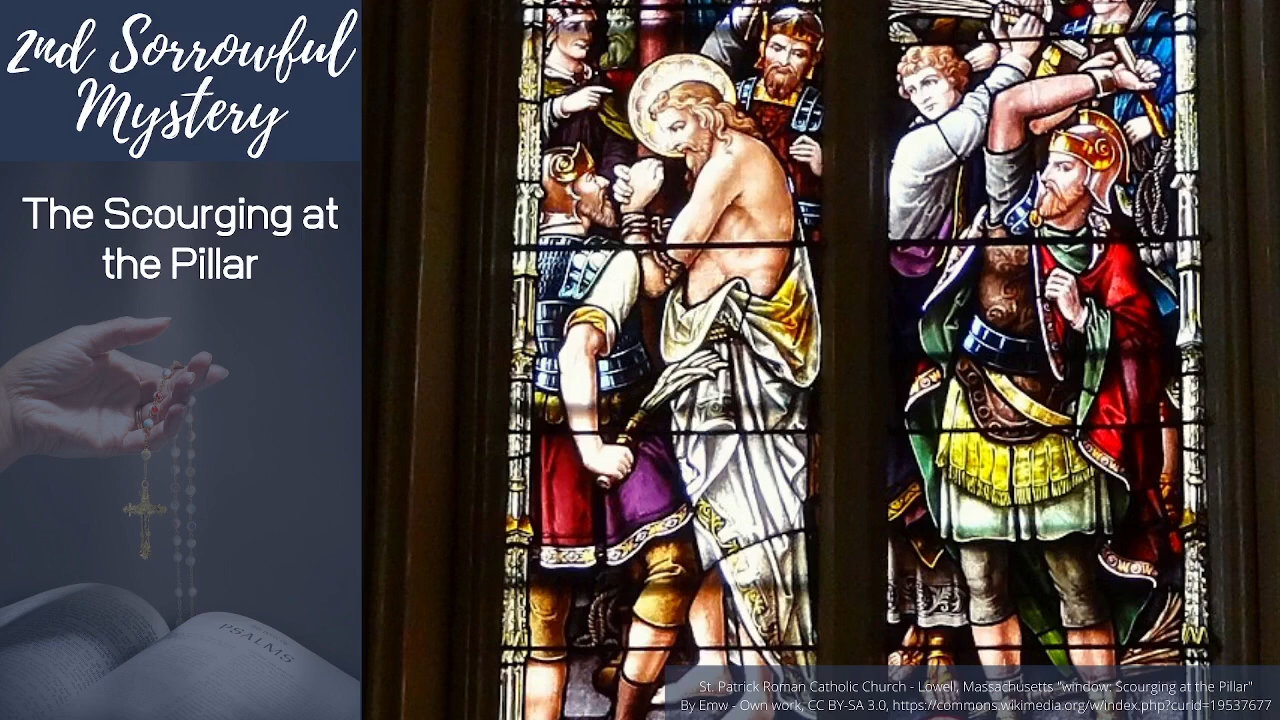 2nd Sorrowful
Mystery
The Scourging at
the Pillar
PSALMS
St. Patrick Roman Catholic Church - Lowell, Massachusetts "window: Scourging at the Pillar"
By Emw - Own work, CC BY-SA 3.0, https://commons.wikimedia.org/w/index.php?curid=19537677